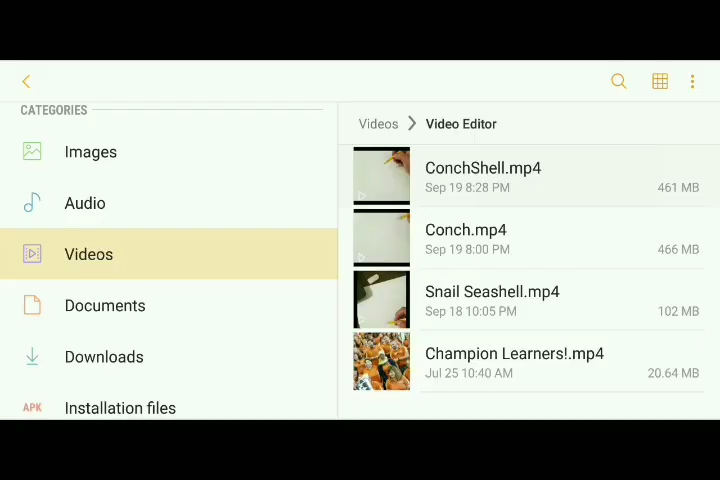 CATEGORIES
Images
Audio
Videos
Documents
Downloads
APK Installation files
Videos > Video Editor
ConchShell.mp4
Sep 19 8:28 PM 461 MB
Conch.mp4
Sep 19 8:00 PM 466 MB
Snail Seashell.mp4
Sep 18 10:05 PM 102 MB
Champion Learners!.mp4
Jul 25 10:40 AM 20.64 MB